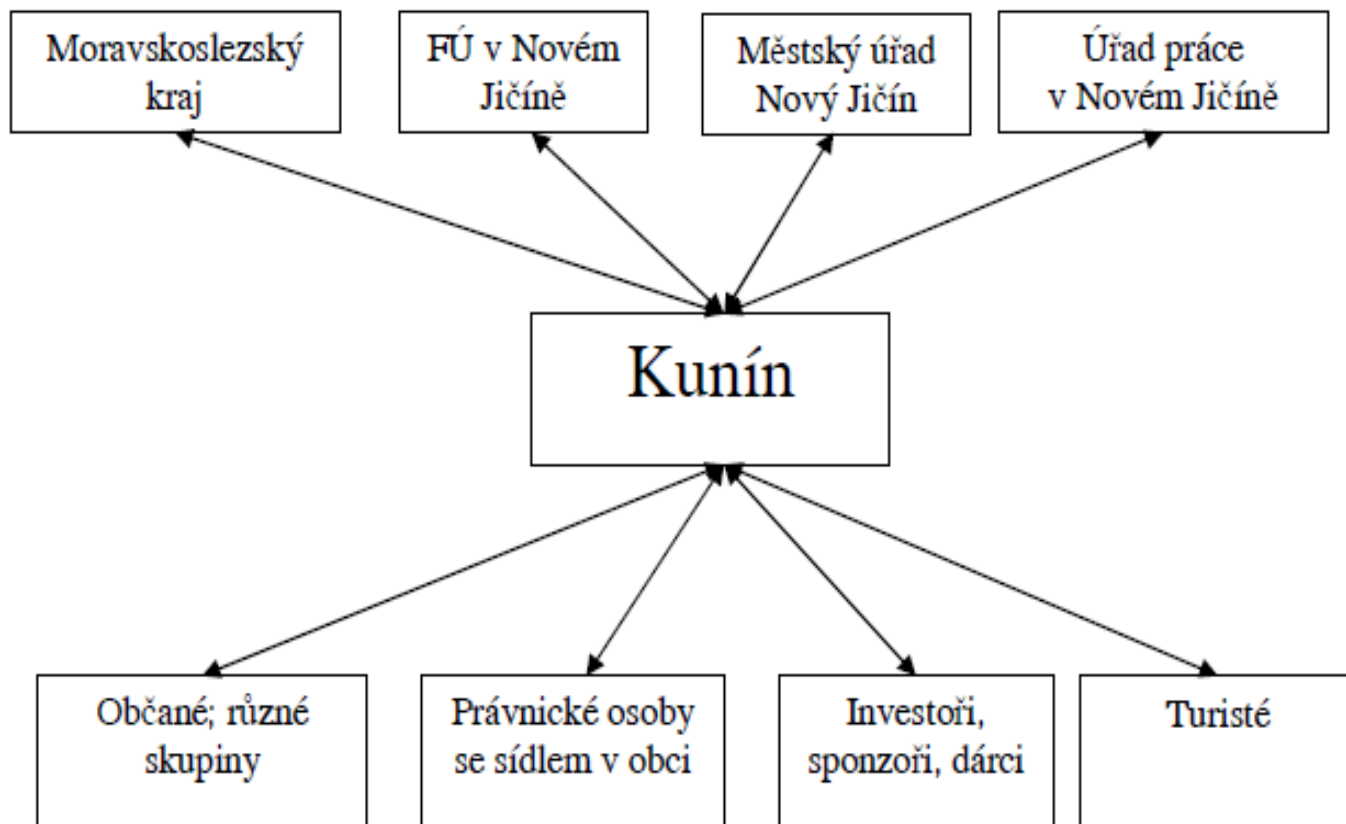 Moravskoslezský
kraj
FÚ v Novém
Jičíně
Městský úřad
Nový Jičín
Úřad práce
v Novém Jičíně
Kunín
Občané; různé
skupiny
Právnické osoby
se sídlem v obci
Investoři,
sponzoři, dárci
Turisté